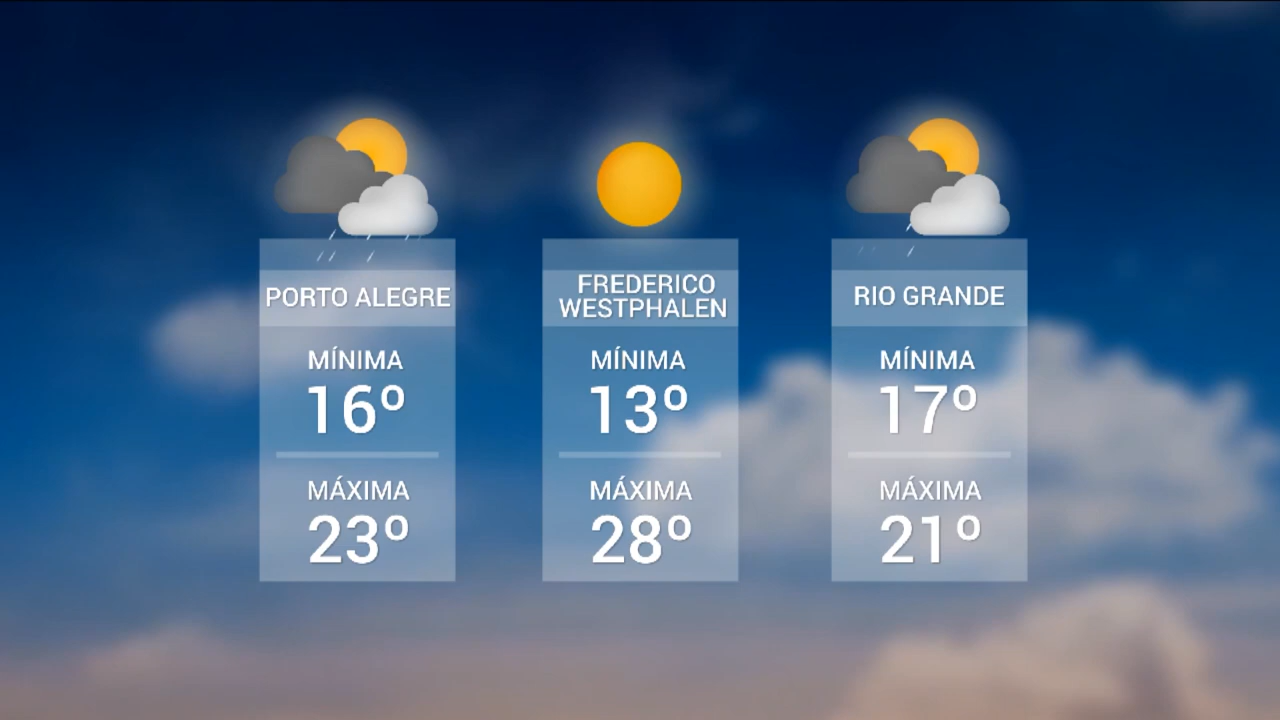 PORTO ALEGRE
MÍNIMA
16º
MÁXIMA
23º
FREDERICO
WESTPHALEN
MÍNIMA
13º
MÁXIMA
28º
RIO GRANDE
MÍNIMA
17º
MÁXIMA
21º